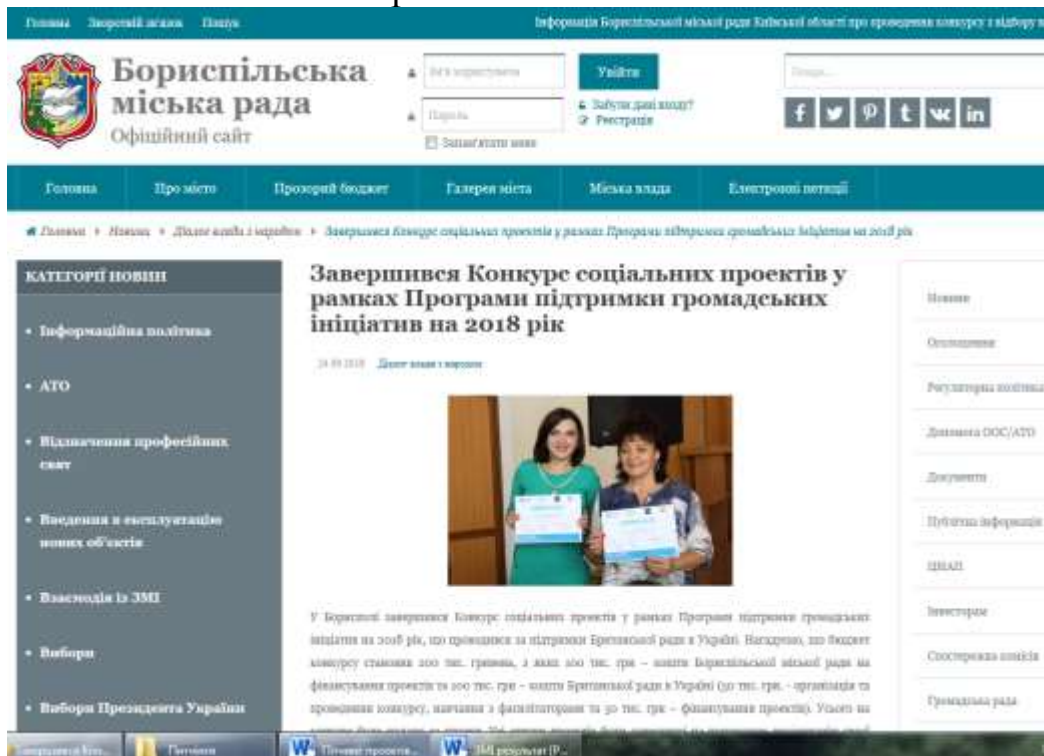 Головна Зворотній зв'язок Пошук
Інформація Бориспільської міської ради Київської області про проведення конкурсу з відбору
Бориспільська
міська рада
Офіційний сайт
Ім'я користувача
Увійти
Пошук...
Забули дані входу?
Пароль
Реєстрація
Запам'ятати мене
Головна Про місто Прозорий бюджет Галерея міста Міська влада Електронні петиції
Головна Новини Діалог влади з народом Завершився Конкурс соціальних проектів у рамках Програми підтримки громадських ініціатив на 2018 рік
КАТЕГОРІЇ НОВИН
• Інформаційна політика
• АТО
• Відзначення професійних
свят
• Введення в експлуатацію
нових об'єктів
• Взаємодія із ЗМІ
• Вибори
• Вибори Президента України
Завершився Конкурс соціальних проектів у
рамках Програми підтримки громадських
ініціатив на 2018 рік
Діалог влади з народом
У Борисполі завершився Конкурс соціальних проектів у рамках Програми підтримки громадських
ініціатив на 2018 рік, що проводився за підтримки Британської ради в Україні. Нагадуємо, що бюджет
конкурсу становив 200 тис. гривень, з яких 100 тис. грн – кошти Бориспільської міської ради на
фінансування проектів та 100 тис. грн – кошти Британської ради в Україні (50 тис. грн. - організація та
проведення конкурсу, навчання з фасилітаторами та 50 тис. грн – фінансування проектів). Усього на
Новини
Оголошення
Регуляторна політика
Допомога ООС/АТО
Документи
Публічна інформація
ЦНАП
Інвесторам
Спостережна комісія
Громадська рада
Питання